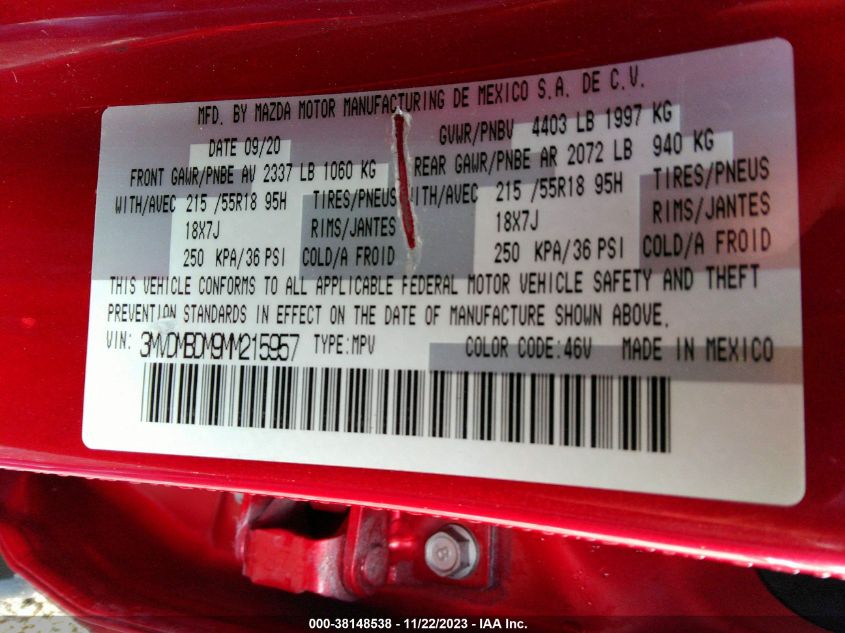 MFD. BY MAZDA MOTOR MANUFACTURING DE MEXICO S.A. DE C.V.
DATE 09/20 GVWR/PNBV 4403 LB 1997 KG
FRONT GAWR/PNBE AV 2337 LB 1060 KG REAR GAWR/PNBE AR 2072 LB 940 KG
WITH/AVEC 215 /55R18 95H TIRES/PNEUS WITH/AVEC 215 /55R18 95H TIRES/PNEUS
18X7J RIMS/JANTES 18X7J RIMS/JANTES
250 KPA/36 PSI COLD/A FROID 250 KPA/36 PSI COLD/A FROID
THIS VEHICLE CONFORMS TO ALL APPLICABLE FEDERAL MOTOR VEHICLE SAFETY AND THEFT
PREVENTION STANDARDS IN EFFECT ON THE DATE OF MANUFACTURE SHOWN ABOVE.
VIN: 3MVDMBDM9MM215957 TYPE:MPV COLOR CODE:46V MADE IN MEXICO
000-38148538 - 11/22/2023 - IAA Inc.